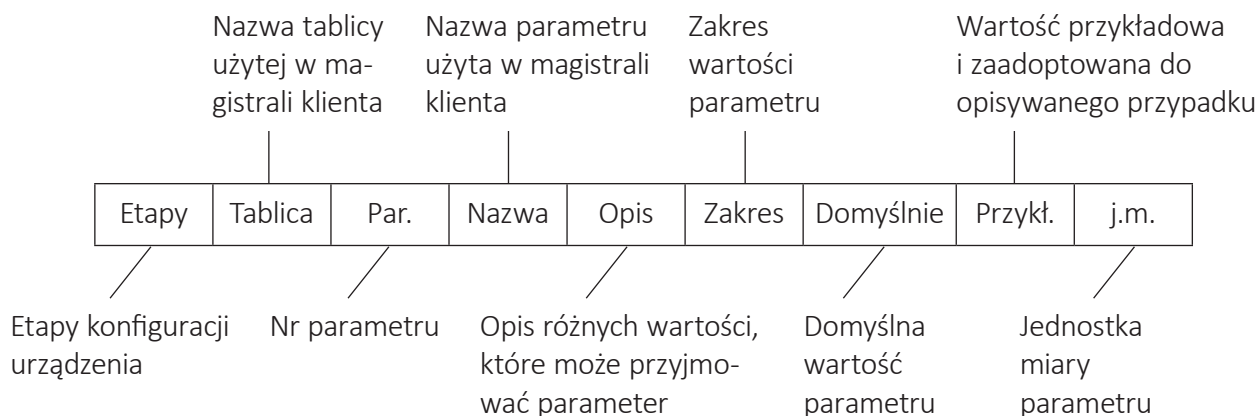 Nazwa tablicy
użytej w ma-
gistrali klienta
Nazwa parametru
użyta w magistrali
klienta
Zakres
wartości
parametru
Wartość przykładowa
i zaadoptowana do
opisywanego przypadku
Etapy Tablica Par. Nazwa Opis Zakres Domyślnie Przykł. j.m.
Etapy konfiguracji
urządzenia
Nr parametru
Opis różnych wartości,
które może przyjmo-
wać parameter
Domyślna
wartość
parametru
Jednostka
miary
parametru